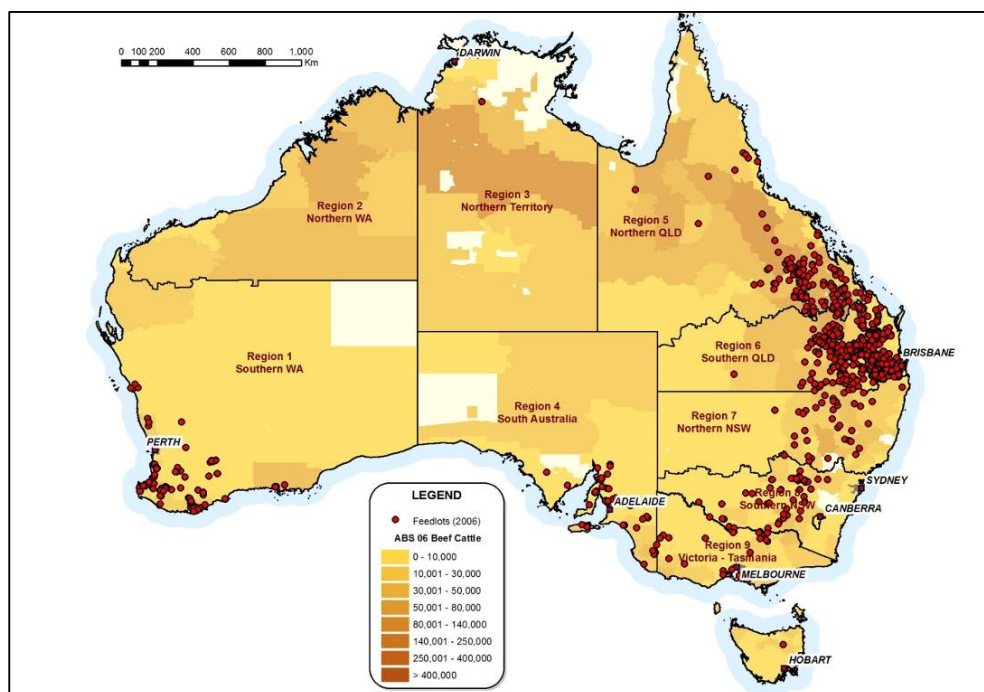 0 100 200 400 600 800 1,000
Km
DARWIN
Region 3
Northern Territory
Region 2
Northern WA
Region 5
Northern QLD
Region 6
Southern QLD
BRISBANE
Region 1
Southern WA
Region 4
South Australia
Region 7
Northern NSW
PERTH
SYDNEY
Region 8
Southern NSW
ADELAIDE
CANBERRA
Region 9
Victoria - Tasmania
MELBOURNE
HOBART
LEGEND
Feedlots (2006)
ABS 06 Beef Cattle
0 - 10,000
10,001 - 30,000
30,001 - 50,000
50,001 - 80,000
80,001 - 140,000
140,001 - 250,000
250,001 - 400,000
> 400,000